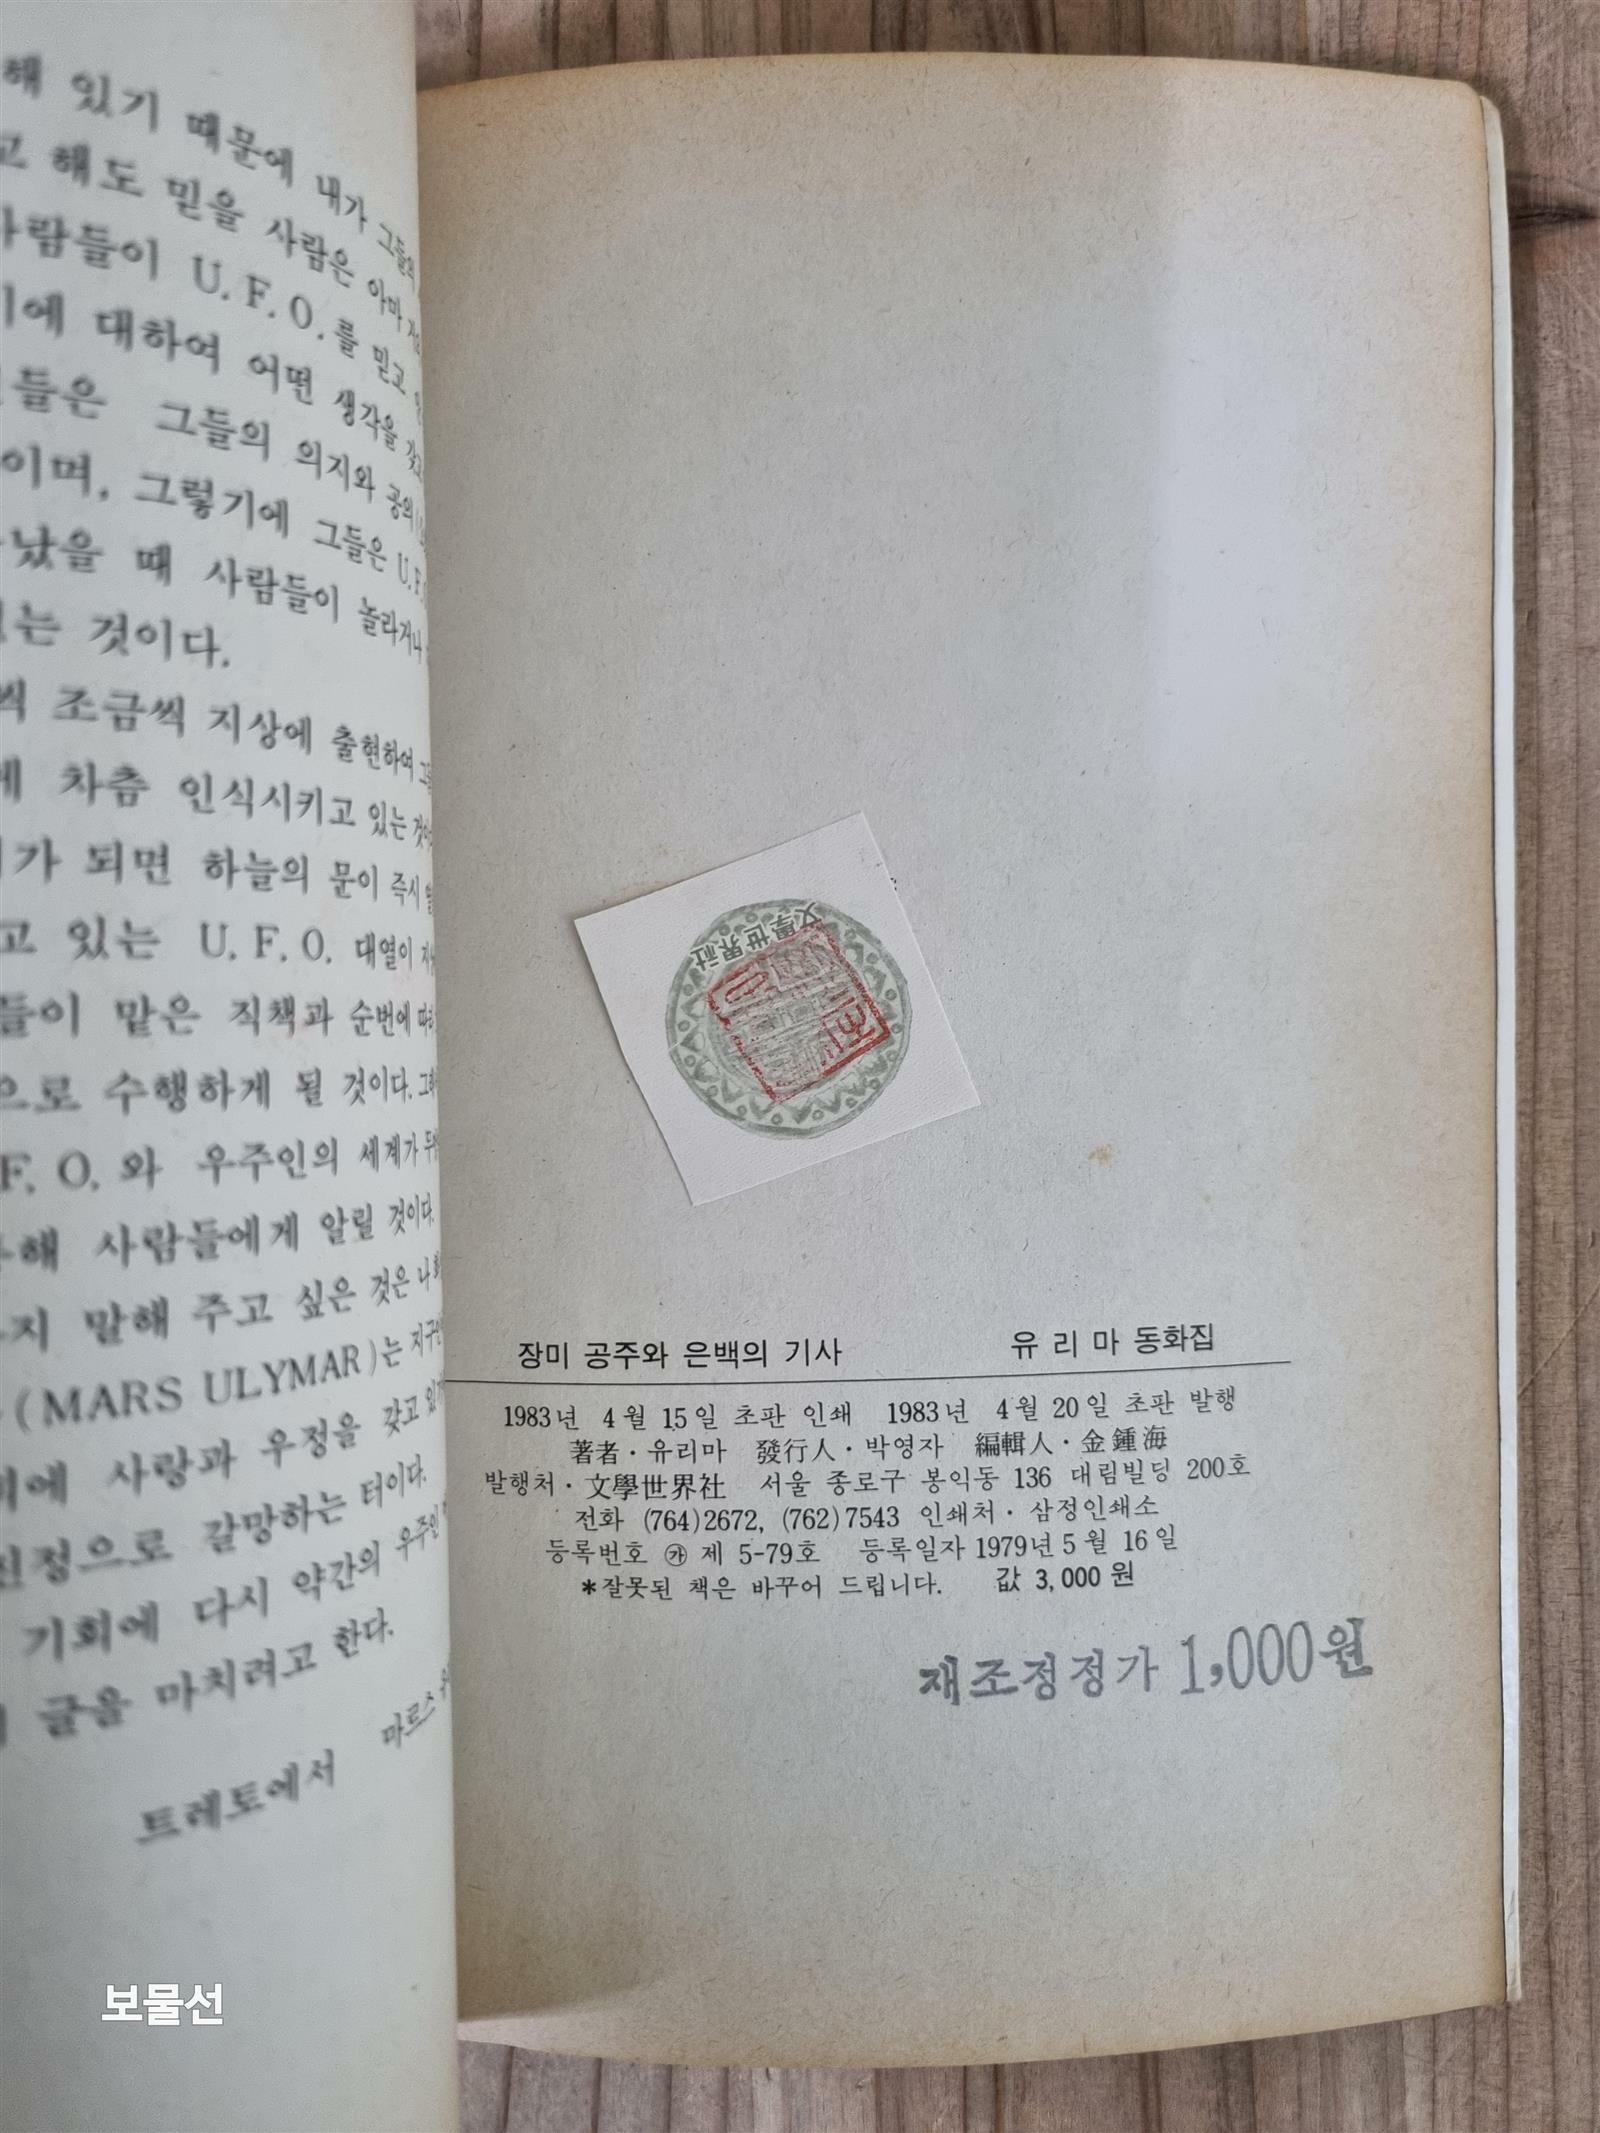 해 있기 때문에 내가 그들의
고 해도 믿을 사람은 아마
사람들이 U. F. O. 를 믿고
에 대하여 어떤 생각을 갖고
들은 그들의 의지와 공의
이며, 그렇기에 그들은 U. F.
났을 때 사람들이 놀라거나
는 것이다.
씩 조금씩 지상에 출현하여
게 차츰 인식시키고 있는
가 되면 하늘의 문이 즉시
고 있는 U. F. O. 대열이
들이 맡은 직책과 순번에
으로 수행하게 될 것이다.
F. O. 와 우주인의 세계가
해 사람들에게 알릴 것이다.
지 말해 주고 싶은 것은
(MARS ULYMAR)는
에 사랑과 우정을 갖고
진정으로 갈망하는 터이다.
기회에 다시 약간의 우주인
글을 마치려고 한다.
트레토에서 마르스
文學世界社
장미 공주와 은백의 기사 유 리 마 동화집
1983년 4월 15일 초판 인쇄 1983년 4월 20일 초판 발행
著者·유리마 發行人·박영자 編輯人·金鍾海
발행처·文學世界社 서울 종로구 봉익동 136 대림빌딩 200호
전화 (764)2672, (762)7543 인쇄처·삼정인쇄소
등록번호 ㉮ 제 5-79호 등록일자 1979년 5월 16일
*잘못된 책은 바꾸어 드립니다. 값 3,000 원
재조정정가 1,000원
보물선